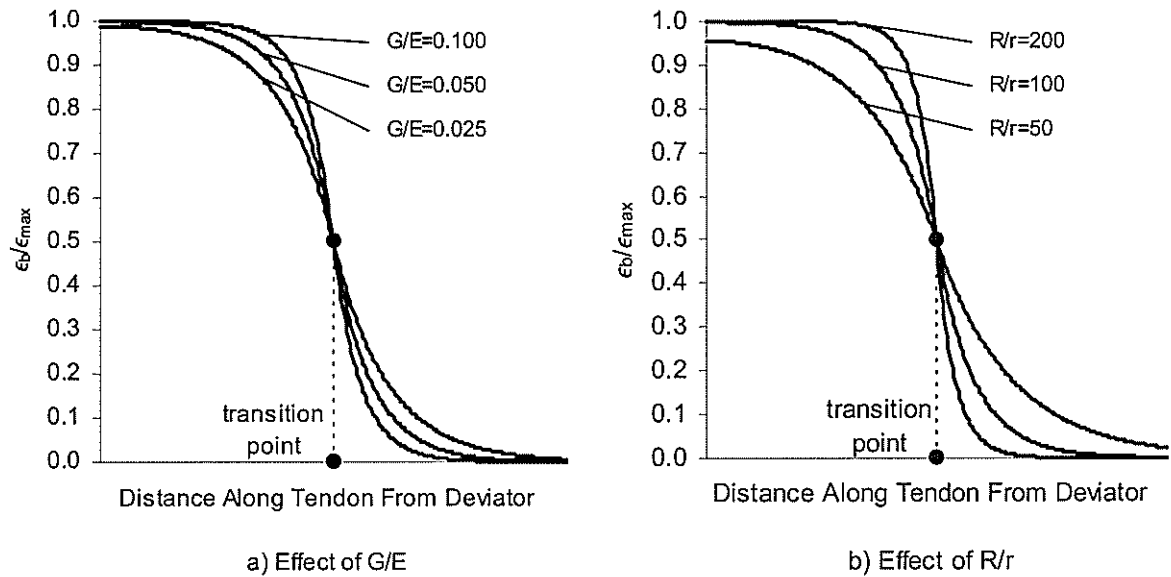 1.0
0.9
0.8
0.7
0.6
0.5
0.4
0.3
0.2
0.1
0.0
ϵb/ϵmax
G/E=0.100
G/E=0.050
G/E=0.025
transition
point
Distance Along Tendon From Deviator
a) Effect of G/E
1.0
0.9
0.8
0.7
0.6
0.5
0.4
0.3
0.2
0.1
0.0
ϵb/ϵmax
R/r=200
R/r=100
R/r=50
transition
point
Distance Along Tendon From Deviator
b) Effect of R/r